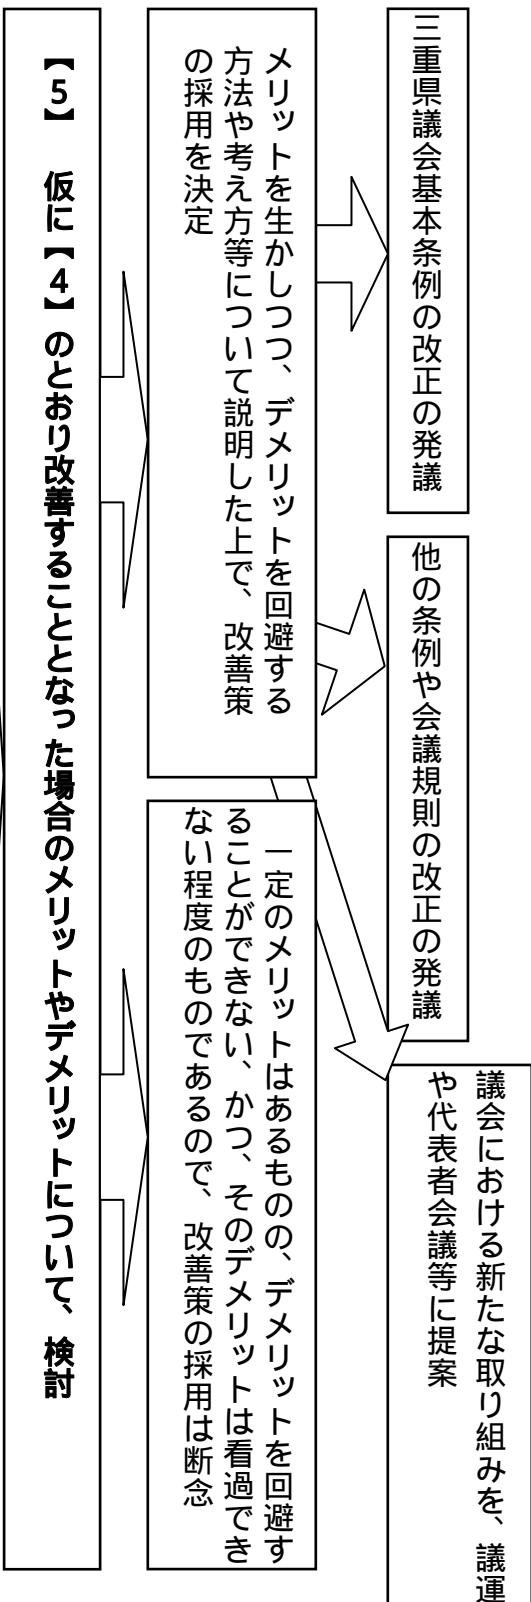 三重県議会基本条例の改正の発議
他の条例や会議規則の改正の発議
議会における新たな取り組みを、議運
や代表者会議等に提案
メリットを生かしつつ、デメリットを回避する
方法や考え方等について説明した上で、改善策
の採用を決定
一定のメリットはあるものの、デメリットを回避す
ることができない、かつ、そのデメリットは看過でき
ない程度のものであるので、改善策の採用は断念
【5】　仮に【4】のとおり改善することとなった場合のメリットやデメリットについて、検討